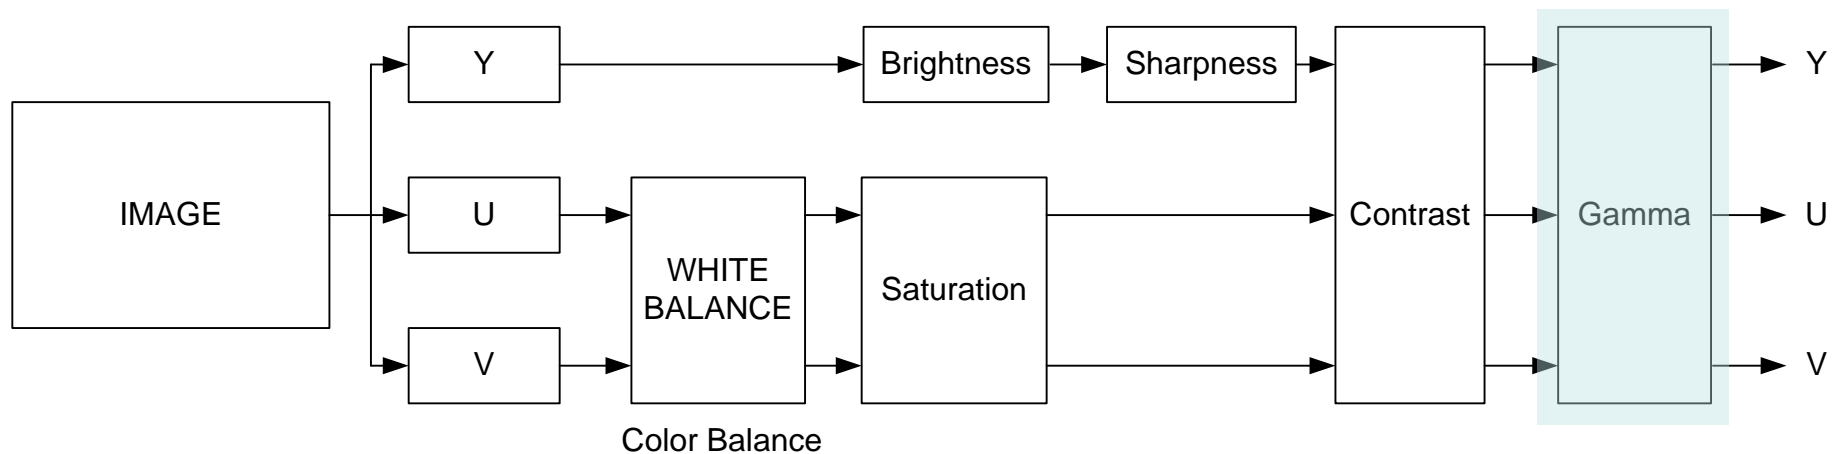 Y
Brightness
Sharpness
Y
IMAGE
U
Contrast
Gamma
U
WHITE
BALANCE
Saturation
V
V
Color Balance